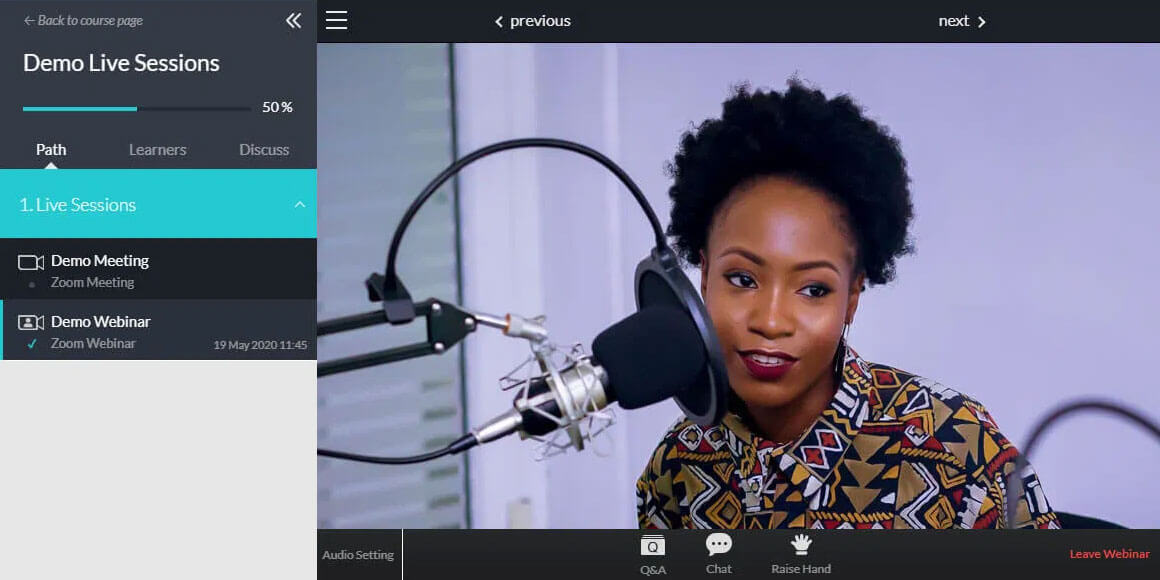 ← Back to course page
Demo Live Sessions
50 %
Path Learners Discuss
1. Live Sessions
Demo Meeting
Zoom Meeting
Demo Webinar
Zoom Webinar 19 May 2020 11:45
previous next
Audio Setting
Q
Q&A Chat Raise Hand
Leave Webinar